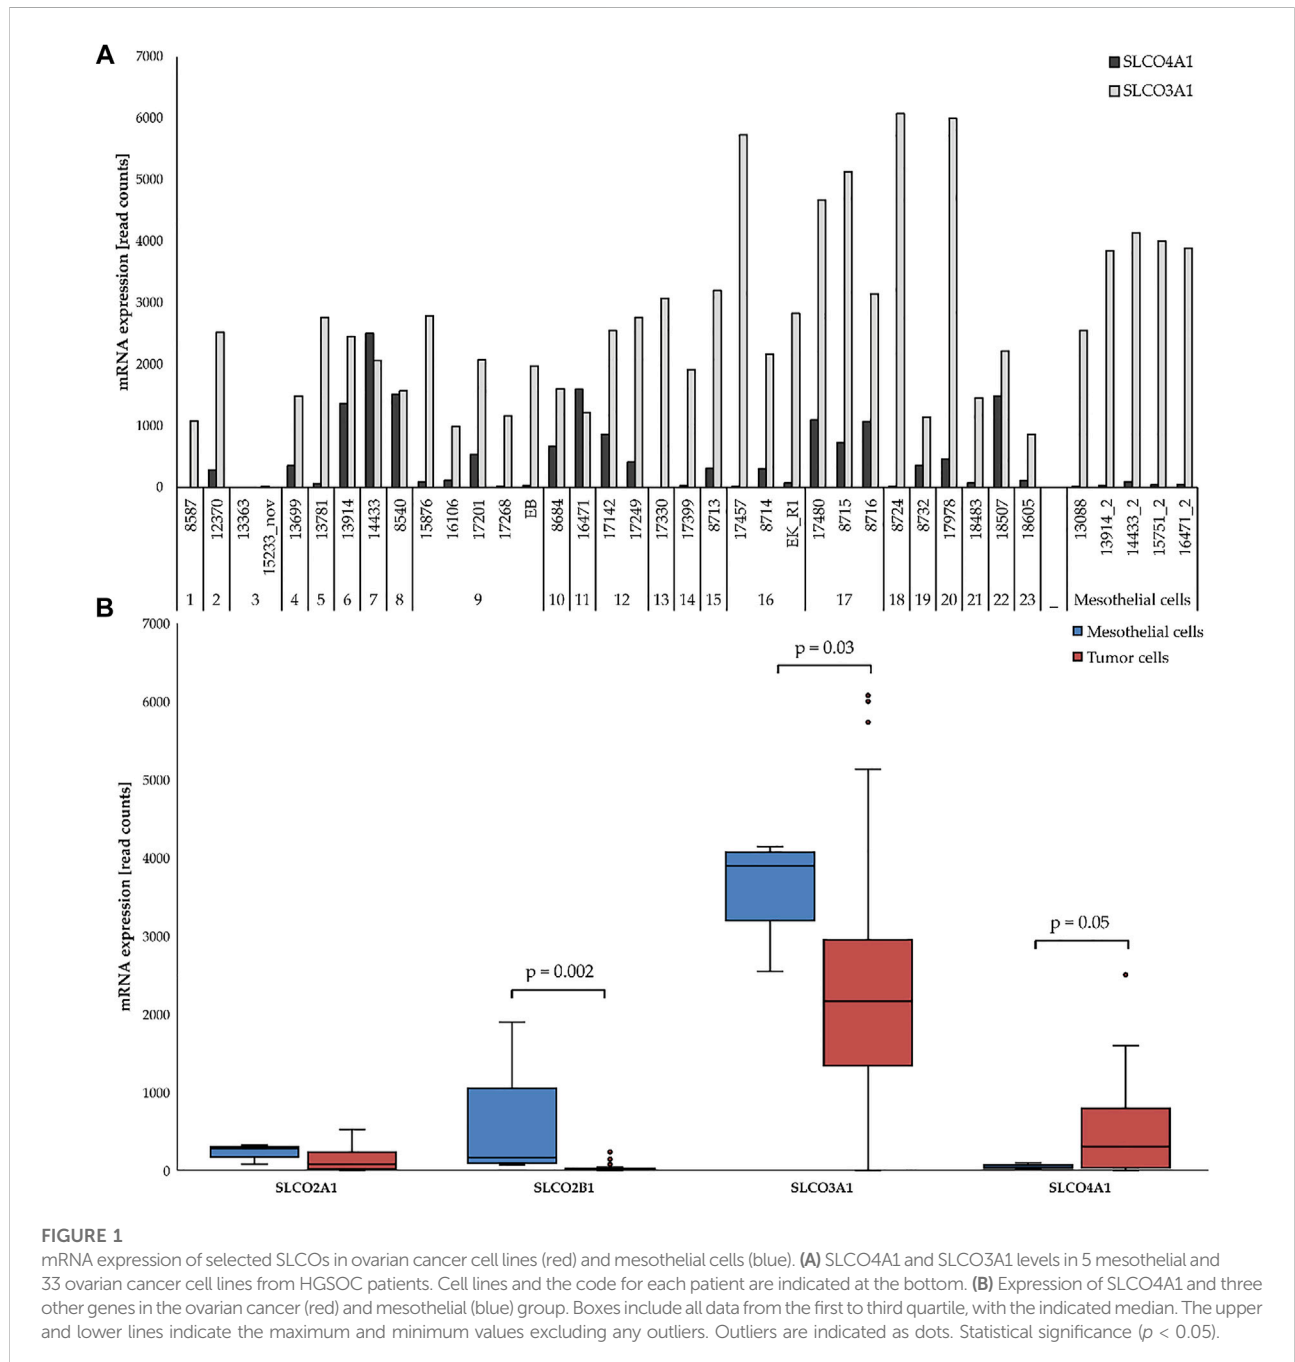 A
7000
6000
5000
4000
3000
2000
1000
0
mRNA expression [read counts]
SLCO4A1
SLCO3A1
8587 12370 13363 15233_nov 13699 13781 13914 14433 8540 15876 16106 17201 17268 EB 8684 16471 17142 17249 17330 17399 8713 17457 8714 EK_R1 17480 8715 8716 8724 8732 17978 18483 18507 18605 13088 13914_2 14433_2 15751_2 16471_2
1 2 3 4 5 6 7 8 9 10 11 12 13 14 15 16 17 18 19 20 21 22 23 _ Mesothelial cells
B
7000
6000
5000
4000
3000
2000
1000
0
mRNA expression [read counts]
Mesothelial cells
Tumor cells
p = 0.03
p = 0.05
p = 0.002
SLCO2A1 SLCO2B1 SLCO3A1 SLCO4A1
FIGURE 1
mRNA expression of selected SLCOs in ovarian cancer cell lines (red) and mesothelial cells (blue). (A) SLCO4A1 and SLCO3A1 levels in 5 mesothelial and
33 ovarian cancer cell lines from HGSOC patients. Cell lines and the code for each patient are indicated at the bottom. (B) Expression of SLCO4A1 and three
other genes in the ovarian cancer (red) and mesothelial (blue) group. Boxes include all data from the first to third quartile, with the indicated median. The upper
and lower lines indicate the maximum and minimum values excluding any outliers. Outliers are indicated as dots. Statistical significance (p < 0.05).